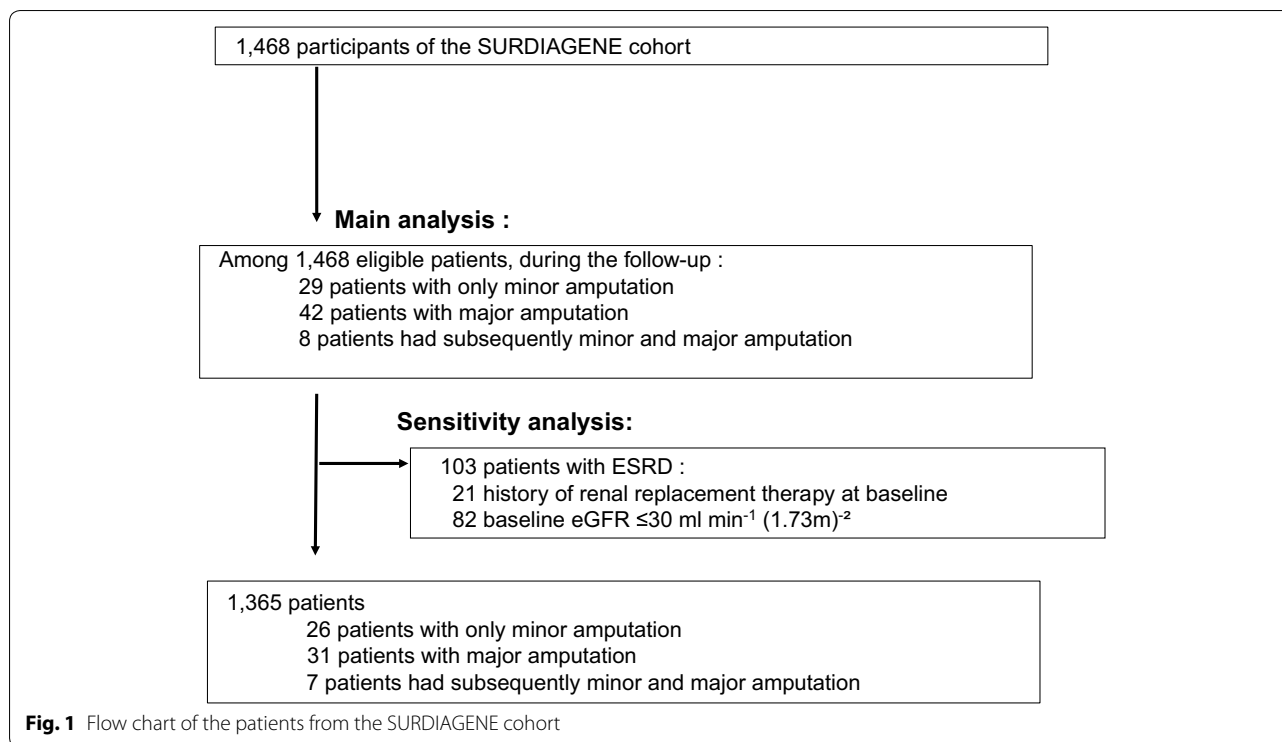 1,468 participants of the SURDIAGENE cohort
Main analysis :
Among 1,468 eligible patients, during the follow-up :
29 patients with only minor amputation
42 patients with major amputation
8 patients had subsequently minor and major amputation
Sensitivity analysis:
103 patients with ESRD :
21 history of renal replacement therapy at baseline
82 baseline eGFR ≤30 ml min⁻¹ (1.73m)⁻²
1,365 patients
26 patients with only minor amputation
31 patients with major amputation
7 patients had subsequently minor and major amputation
Fig. 1 Flow chart of the patients from the SURDIAGENE cohort